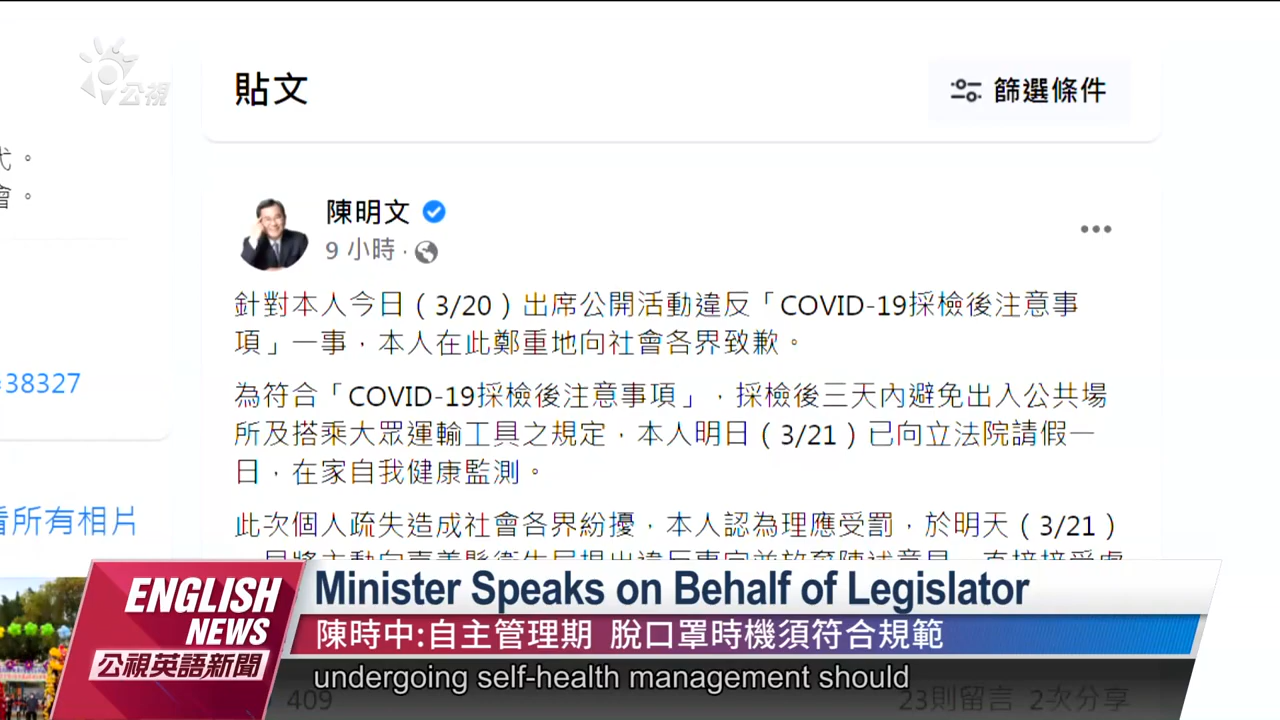 公視
貼文
篩選條件
代。
會。
陳明文
9 小時
針對本人今日（3/20）出席公開活動違反「COVID-19採檢後注意事
項」一事，本人在此鄭重地向社會各界致歉。
38327
為符合「COVID-19採檢後注意事項」，採檢後三天內避免出入公共場
所及搭乘大眾運輸工具之規定，本人明日（3/21）已向立法院請假一
日，在家自我健康監測。
看所有相片
此次個人疏失造成社會各界紛擾，本人認為理應受罰，於明天（3/21）
ENGLISH
NEWS
公視英語新聞
Minister Speaks on Behalf of Legislator
陳時中:自主管理期 脫口罩時機須符合規範
undergoing self-health management should
409
23則留言 2次分享